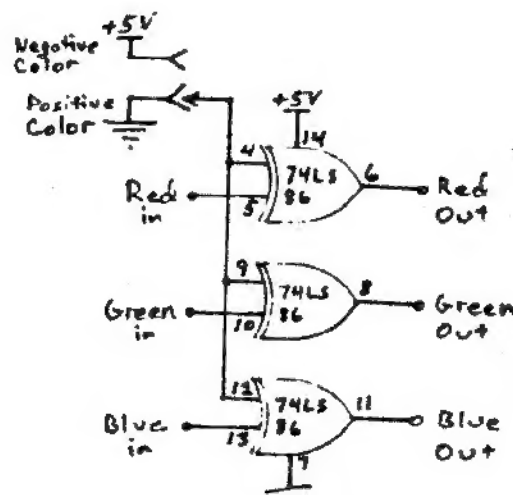 +5V
Negative
Color
Positive
Color
+5V
14
4
74LS
86
6
Red
in
5
Red
Out
9
74LS
86
8
Green
in
10
Green
Out
12
74LS
86
11
Blue
in
13
Blue
Out
7